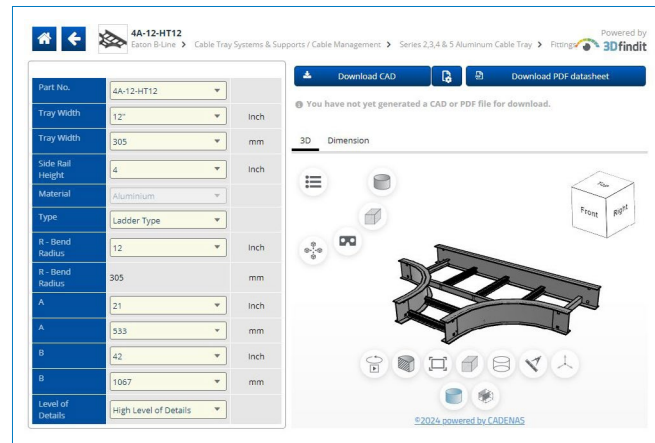 4A-12-HT12
Powered by
Eaton B-Line > Cable Tray Systems & Supports / Cable Management > Series 2,3,4 & 5 Aluminum Cable Tray > Fittings
3Dfindit
Download CAD
Download PDF datasheet
You have not yet generated a CAD or PDF file for download.
3D Dimension
Part No. 4A-12-HT12
Tray Width 12" Inch
Tray Width 305 mm
Side Rail Height 4 Inch
Material Aluminium
Type Ladder Type
R - Bend Radius 12 Inch
R - Bend Radius 305 mm
A 21 Inch
A 533 mm
B 42 Inch
B 1067 mm
Level of Details High Level of Details
Top
Front Right
©2024 powered by CADENAS